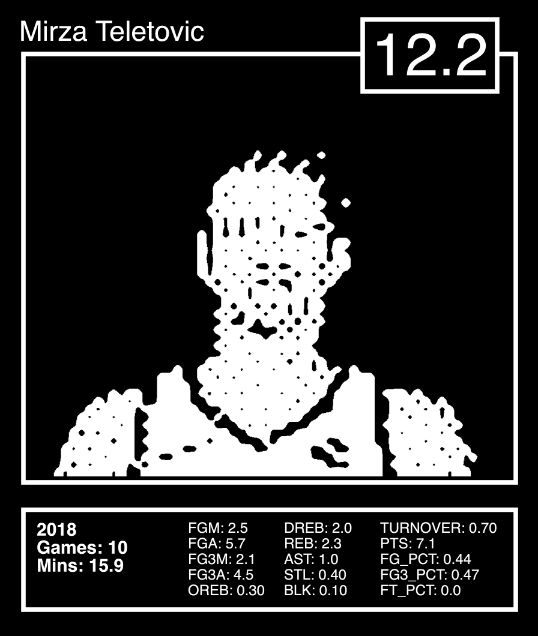 Mirza Teletovic
12.2
2018
Games: 10
Mins: 15.9
FGM: 2.5
FGA: 5.7
FG3M: 2.1
FG3A: 4.5
OREB: 0.30
DREB: 2.0
REB: 2.3
AST: 1.0
STL: 0.40
BLK: 0.10
TURNOVER: 0.70
PTS: 7.1
FG_PCT: 0.44
FG3_PCT: 0.47
FT_PCT: 0.0